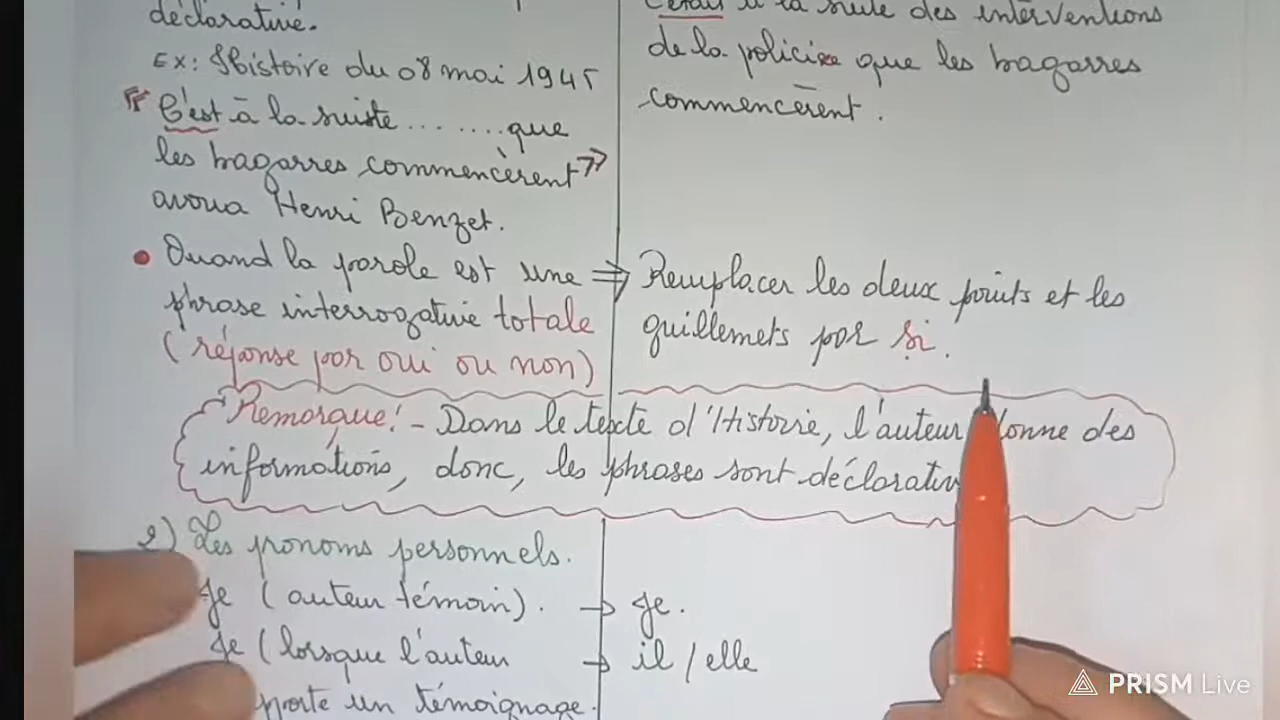 déclarative.
Ex: Histoire du 08 mai 1945
"C'est à la suite ........ que
les bagarres commencèrent >>
avoua Henri Benzet.
• Quand la parole est une
phrase interrogative totale
(réponse par oui ou non)
C'était à la suite des interventions
de la police que les bagarres
commencèrent.
=> Remplacer les deux points et les
guillemets par si.
Remarque! - Dans le texte d'Histoire, l'auteur donne des
informations, donc, les phrases sont
2) Les pronoms personnels.
Je (auteur témoin). → Je.
Je (lorsque l'auteur → il / elle
porte un témoignage.
PRISM Live